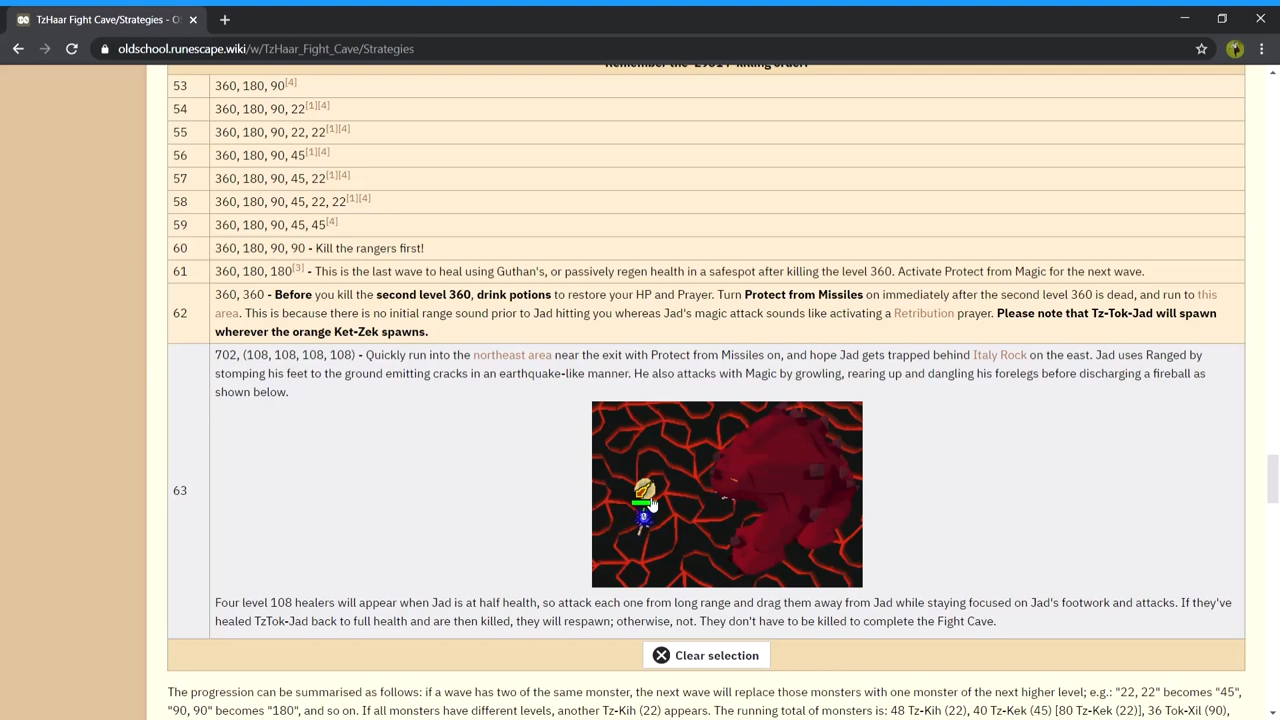 TzHaar Fight Cave/Strategies - O
oldschool.runescape.wiki/w/TzHaar_Fight_Cave/Strategies
53 360, 180, 90[4]
54 360, 180, 90, 22[1][4]
55 360, 180, 90, 22, 22[1][4]
56 360, 180, 90, 45[1][4]
57 360, 180, 90, 45, 22[1][4]
58 360, 180, 90, 45, 22, 22[1][4]
59 360, 180, 90, 45, 45[4]
60 360, 180, 90, 90 - Kill the rangers first!
61 360, 180, 180[3] - This is the last wave to heal using Guthan's, or passively regen health in a safespot after killing the level 360. Activate Protect from Magic for the next wave.
360, 360 - Before you kill the second level 360, drink potions to restore your HP and Prayer. Turn Protect from Missiles on immediately after the second level 360 is dead, and run to this
62 area. This is because there is no initial range sound prior to Jad hitting you whereas Jad's magic attack sounds like activating a Retribution prayer. Please note that Tz-Tok-Jad will spawn
wherever the orange Ket-Zek spawns.
702, (108, 108, 108, 108) - Quickly run into the northeast area near the exit with Protect from Missiles on, and hope Jad gets trapped behind Italy Rock on the east. Jad uses Ranged by
stomping his feet to the ground emitting cracks in an earthquake-like manner. He also attacks with Magic by growling, rearing up and dangling his forelegs before discharging a fireball as
shown below.
63
0
Four level 108 healers will appear when Jad is at half health, so attack each one from long range and drag them away from Jad while staying focused on Jad's footwork and attacks. If they've
healed TzTok-Jad back to full health and are then killed, they will respawn; otherwise, not. They don't have to be killed to complete the Fight Cave.
Clear selection
The progression can be summarised as follows: if a wave has two of the same monster, the next wave will replace those monsters with one monster of the next higher level; e.g.: "22, 22" becomes "45",
"90, 90" becomes "180", and so on. If all monsters have different levels, another Tz-Kih (22) appears. The running total of monsters is: 48 Tz-Kih (22), 40 Tz-Kek (45) [80 Tz-Kek (22)], 36 Tok-Xil (90),